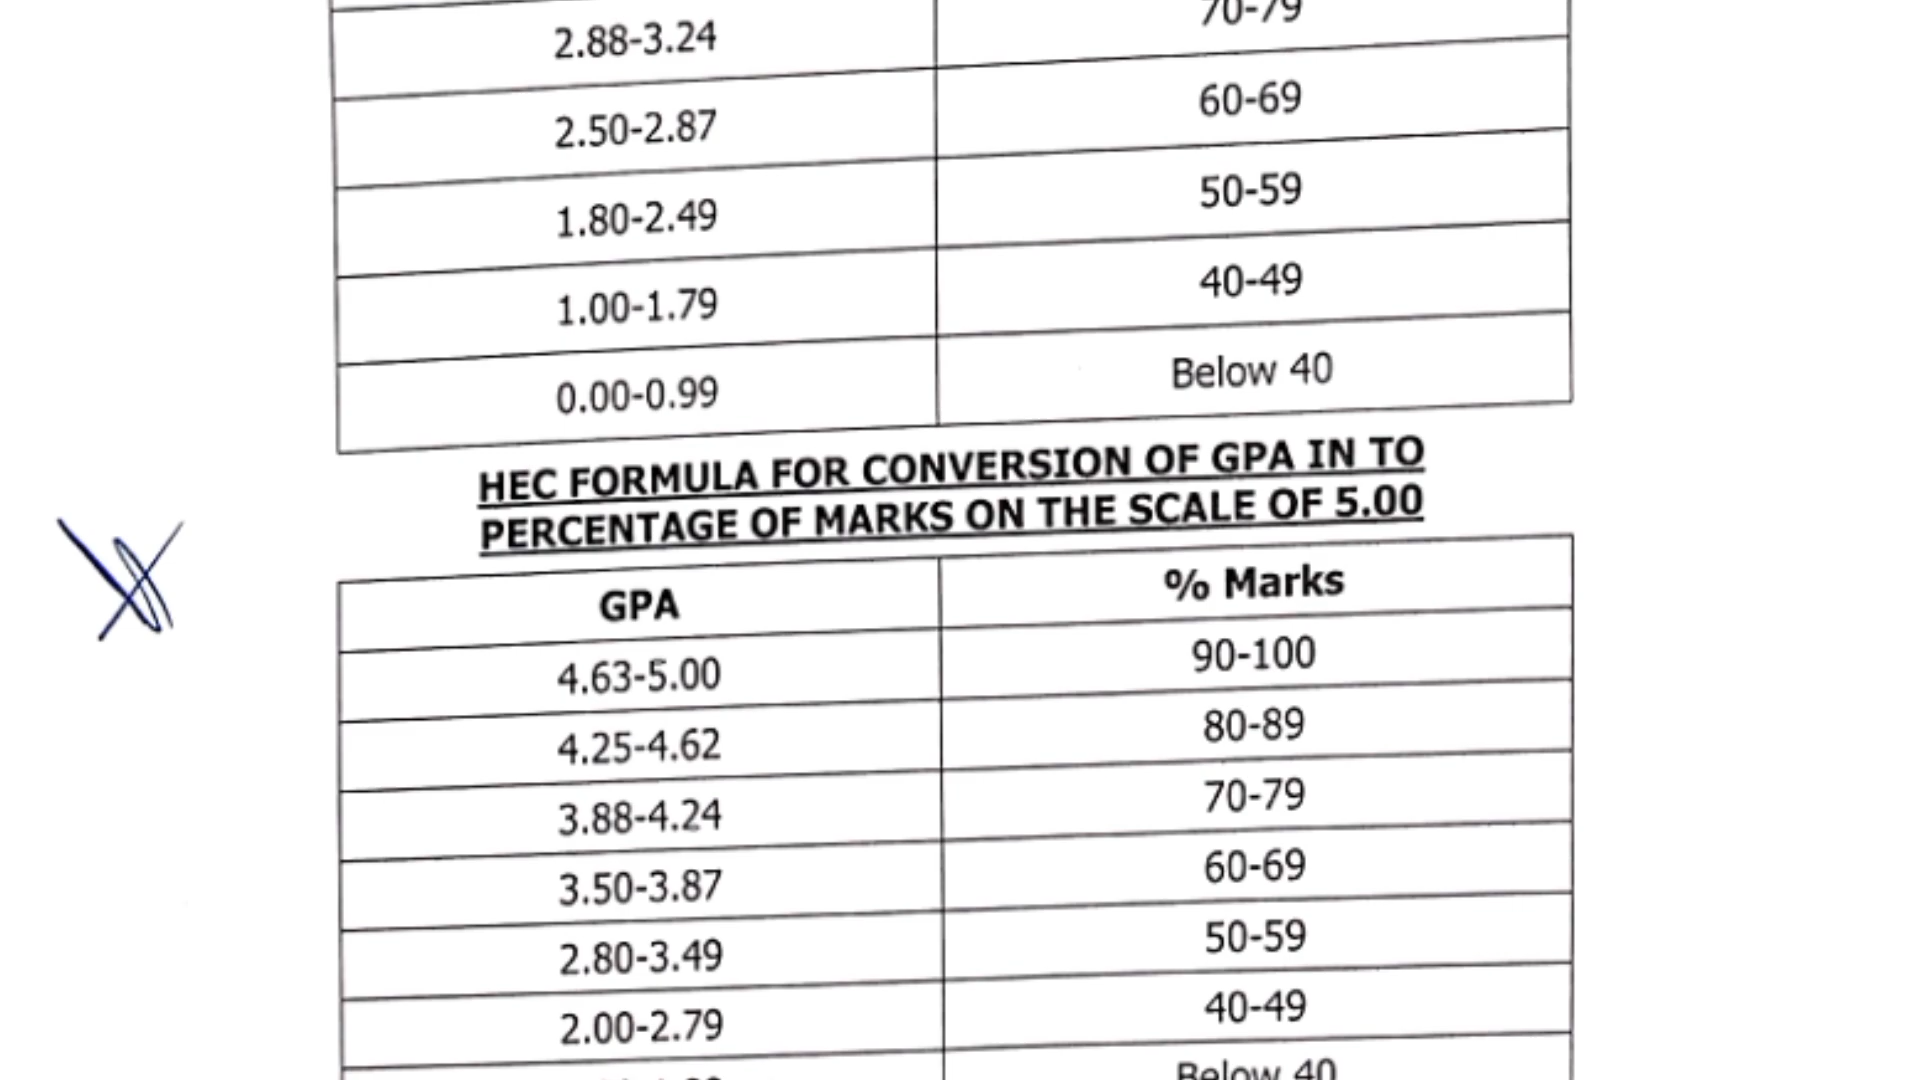 2.88-3.24 70-79
2.50-2.87 60-69
1.80-2.49 50-59
1.00-1.79 40-49
0.00-0.99 Below 40
HEC FORMULA FOR CONVERSION OF GPA IN TO
PERCENTAGE OF MARKS ON THE SCALE OF 5.00
GPA % Marks
4.63-5.00 90-100
4.25-4.62 80-89
3.88-4.24 70-79
3.50-3.87 60-69
2.80-3.49 50-59
2.00-2.79 40-49
Below 40